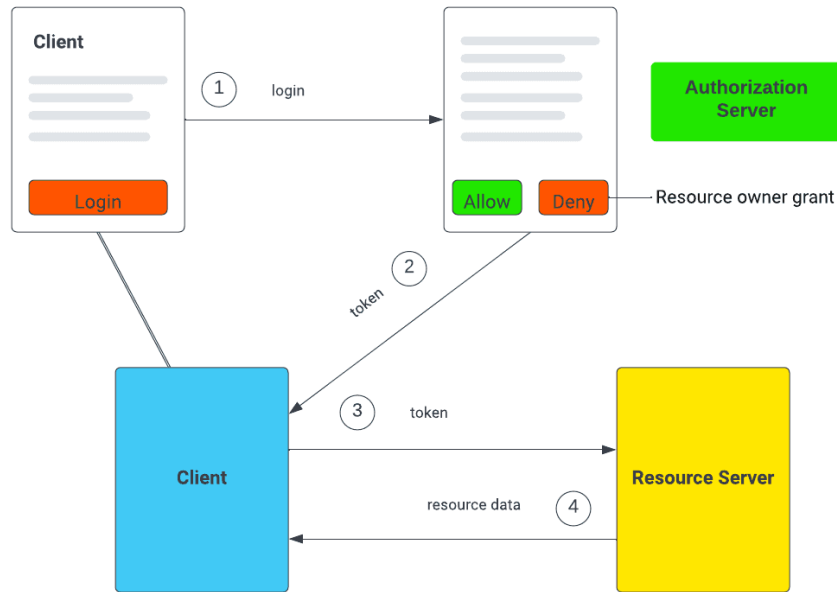 Client
1
login
Authorization
Server
Login
Allow
Deny
Resource owner grant
2
token
3
token
Client
Resource Server
resource data
4